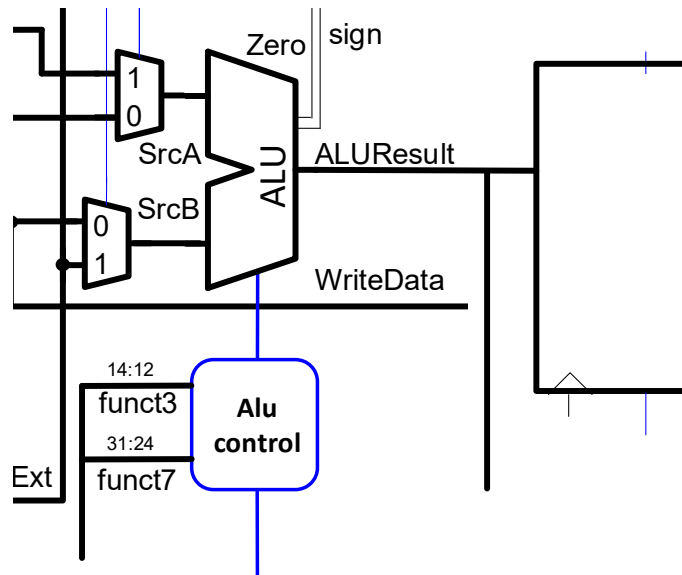 Zero
sign
1
0
SrcA
ALU
ALUResult
SrcB
0
1
WriteData
14:12
funct3
Alu
control
31:24
funct7
Ext